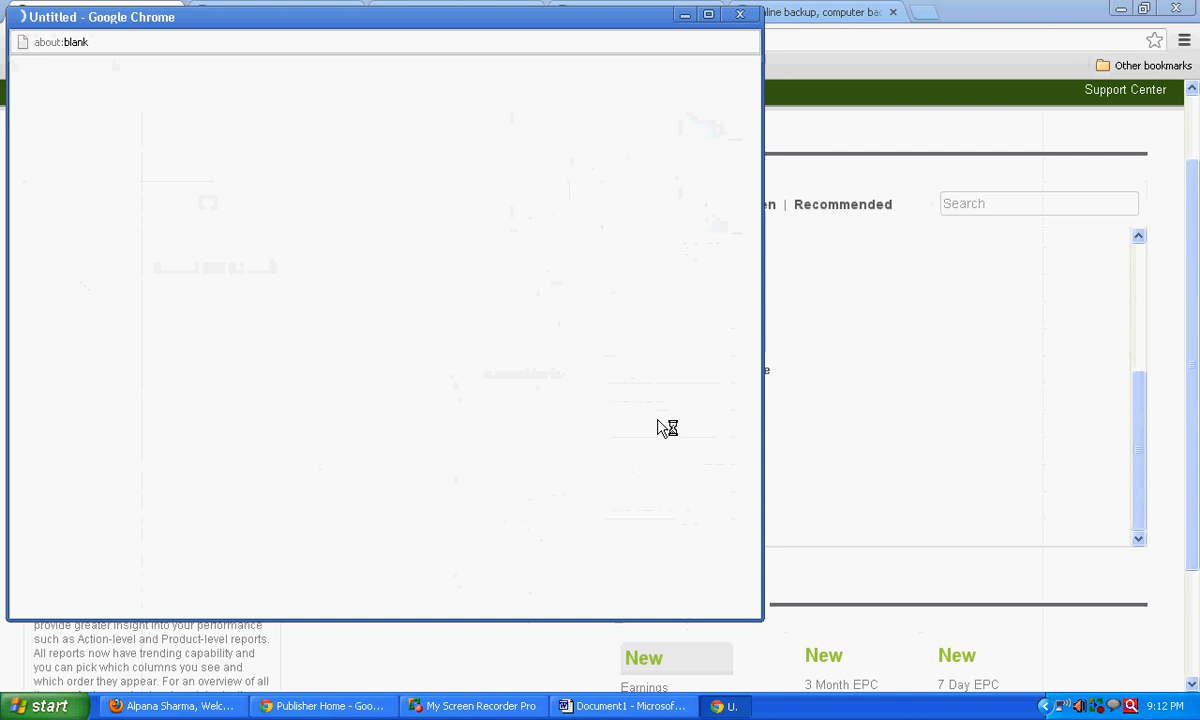 Untitled - Google Chrome
line backup, computer bac
about:blank
Other bookmarks
Support Center
en | Recommended
Search
e
provide greater insight into your performance
such as Action-level and Product-level reports.
All reports now have trending capability and
you can pick which columns you see and
which order they appear. For an overview of all
New
Earnings
New
3 Month EPC
New
7 Day EPC
start
Alpana Sharma, Welc...
Publisher Home - Goo...
My Screen Recorder Pro
Document1 - Microsof...
U.
9:12 PM